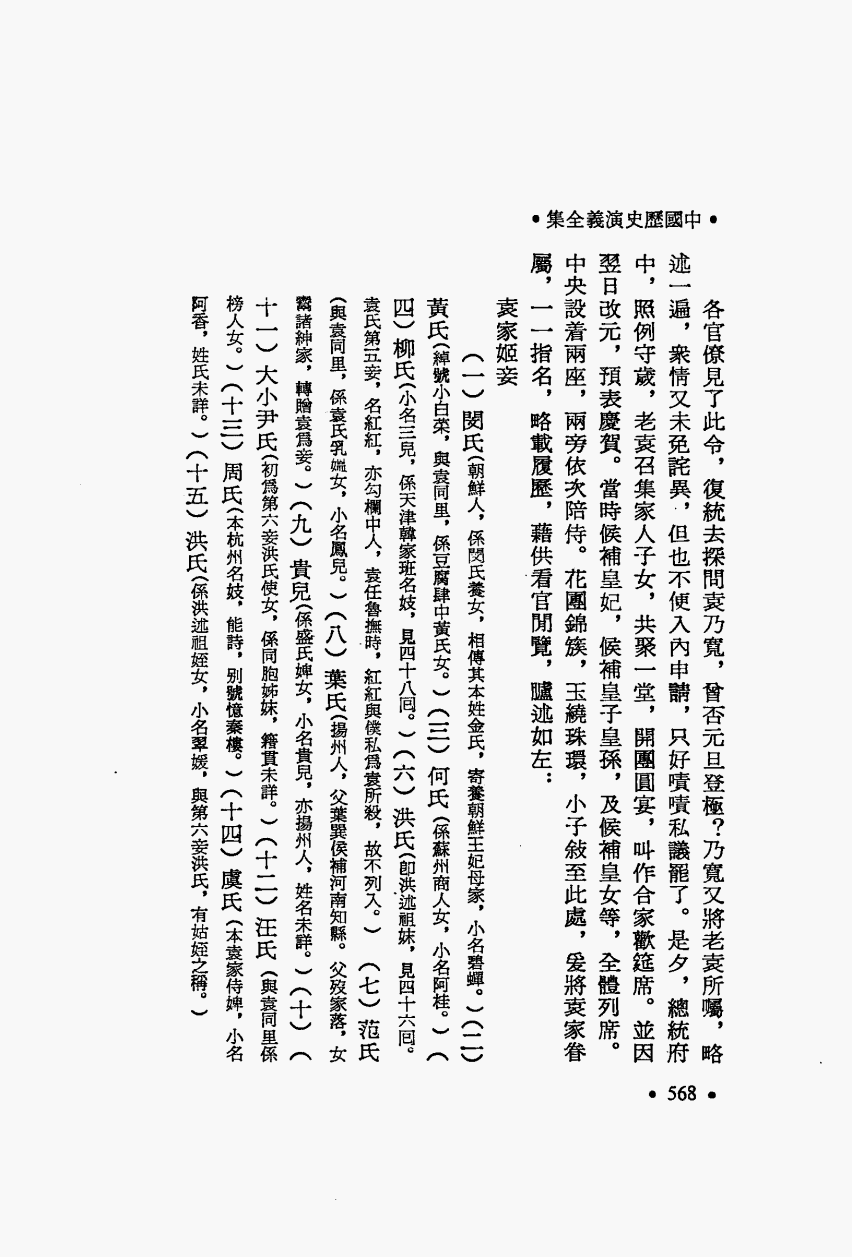 •集全義演史歷國中•
各官僚見了此令，復統去探問袁乃寬，曾否元旦登極？乃寬又將老袁所囑，略
述一遍，衆情又未免詫異，但也不便入內申請，只好嘖嘖私議罷了。是夕，總統府
中，照例守歲，老袁召集家人子女，共聚一堂，開團圓宴，叫作合家歡筵席。並因
翌日改元，預表慶賀。當時候補皇妃，候補皇子皇孫，及候補皇女等，全體列席。
中央設着兩座，兩旁依次陪侍。花團錦簇，玉繞珠環，小子敍至此處，爰將袁家眷
屬，一一指名，略載履歷，藉供看官閒覽，臚述如左：
袁家姬妾
（一）閔氏（朝鮮人，係閔氏養女，相傳其本姓金氏，寄養朝鮮王妃母家，小名碧蟬。）（二）
黃氏（綽號小白菜，與袁同里，係豆腐肆中黃氏女。）（三）何氏（係蘇州商人女，小名阿桂。）（
四）柳氏（小名三兒，係天津韓家班名妓，見四十八回。）（六）洪氏（卽洪述祖妹，見四十六回。
袁氏第五妾，名紅紅，亦勾欄中人，袁任魯撫時，紅紅與僕私爲袁所殺，故不列入。）（七）范氏
（與袁同里，係袁氏乳媼女，小名鳳兒。）（八）葉氏（揚州人，父葉巽侯補河南知縣。父歿家落，女
鬻諸紳家，轉贈袁爲妾。）（九）貴兒（係盛氏婢女，小名貴兒，亦揚州人，姓名未詳。）（十）（
十一）大小尹氏（初爲第六妾洪氏使女，係同胞姊妹，籍貫未詳。）（十二）汪氏（與袁同里係
榜人女。）（十三）周氏（本杭州名妓，能詩，别號憶秦樓。）（十四）虞氏（本袁家侍婢，小名
阿香，姓氏未詳。）（十五）洪氏（係洪述祖姪女，小名翠媛，與第六妾洪氏，有姑姪之稱。）
•568•